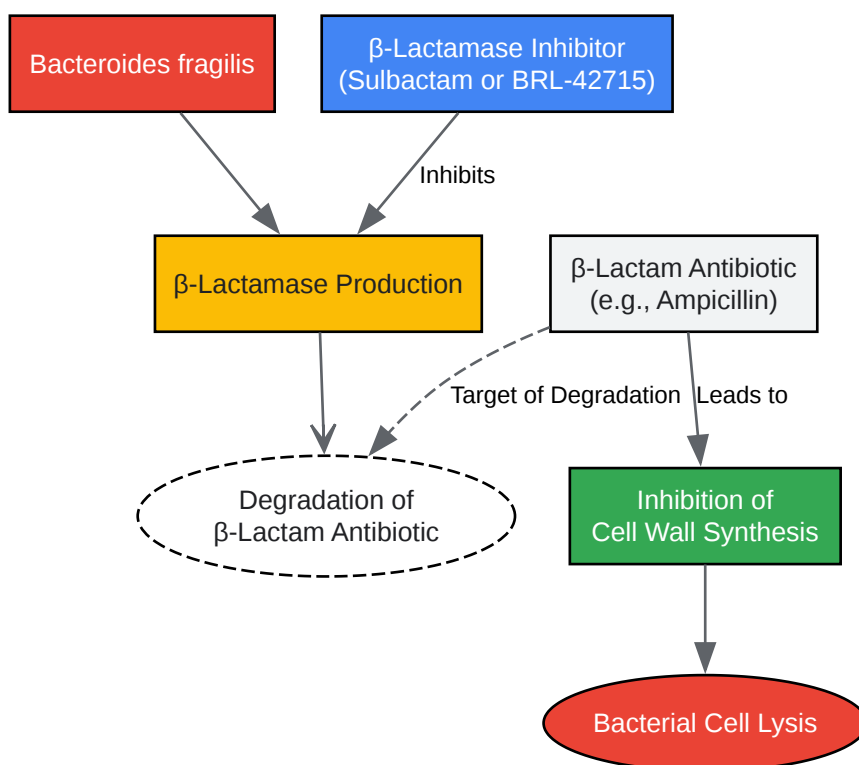 Bacteroides fragilis
β-Lactamase Inhibitor
(Sulbactam or BRL-42715)
Inhibits
β-Lactamase Production
β-Lactam Antibiotic
(e.g., Ampicillin)
Target of Degradation
Leads to
Degradation of
β-Lactam Antibiotic
Inhibition of
Cell Wall Synthesis
Bacterial Cell Lysis